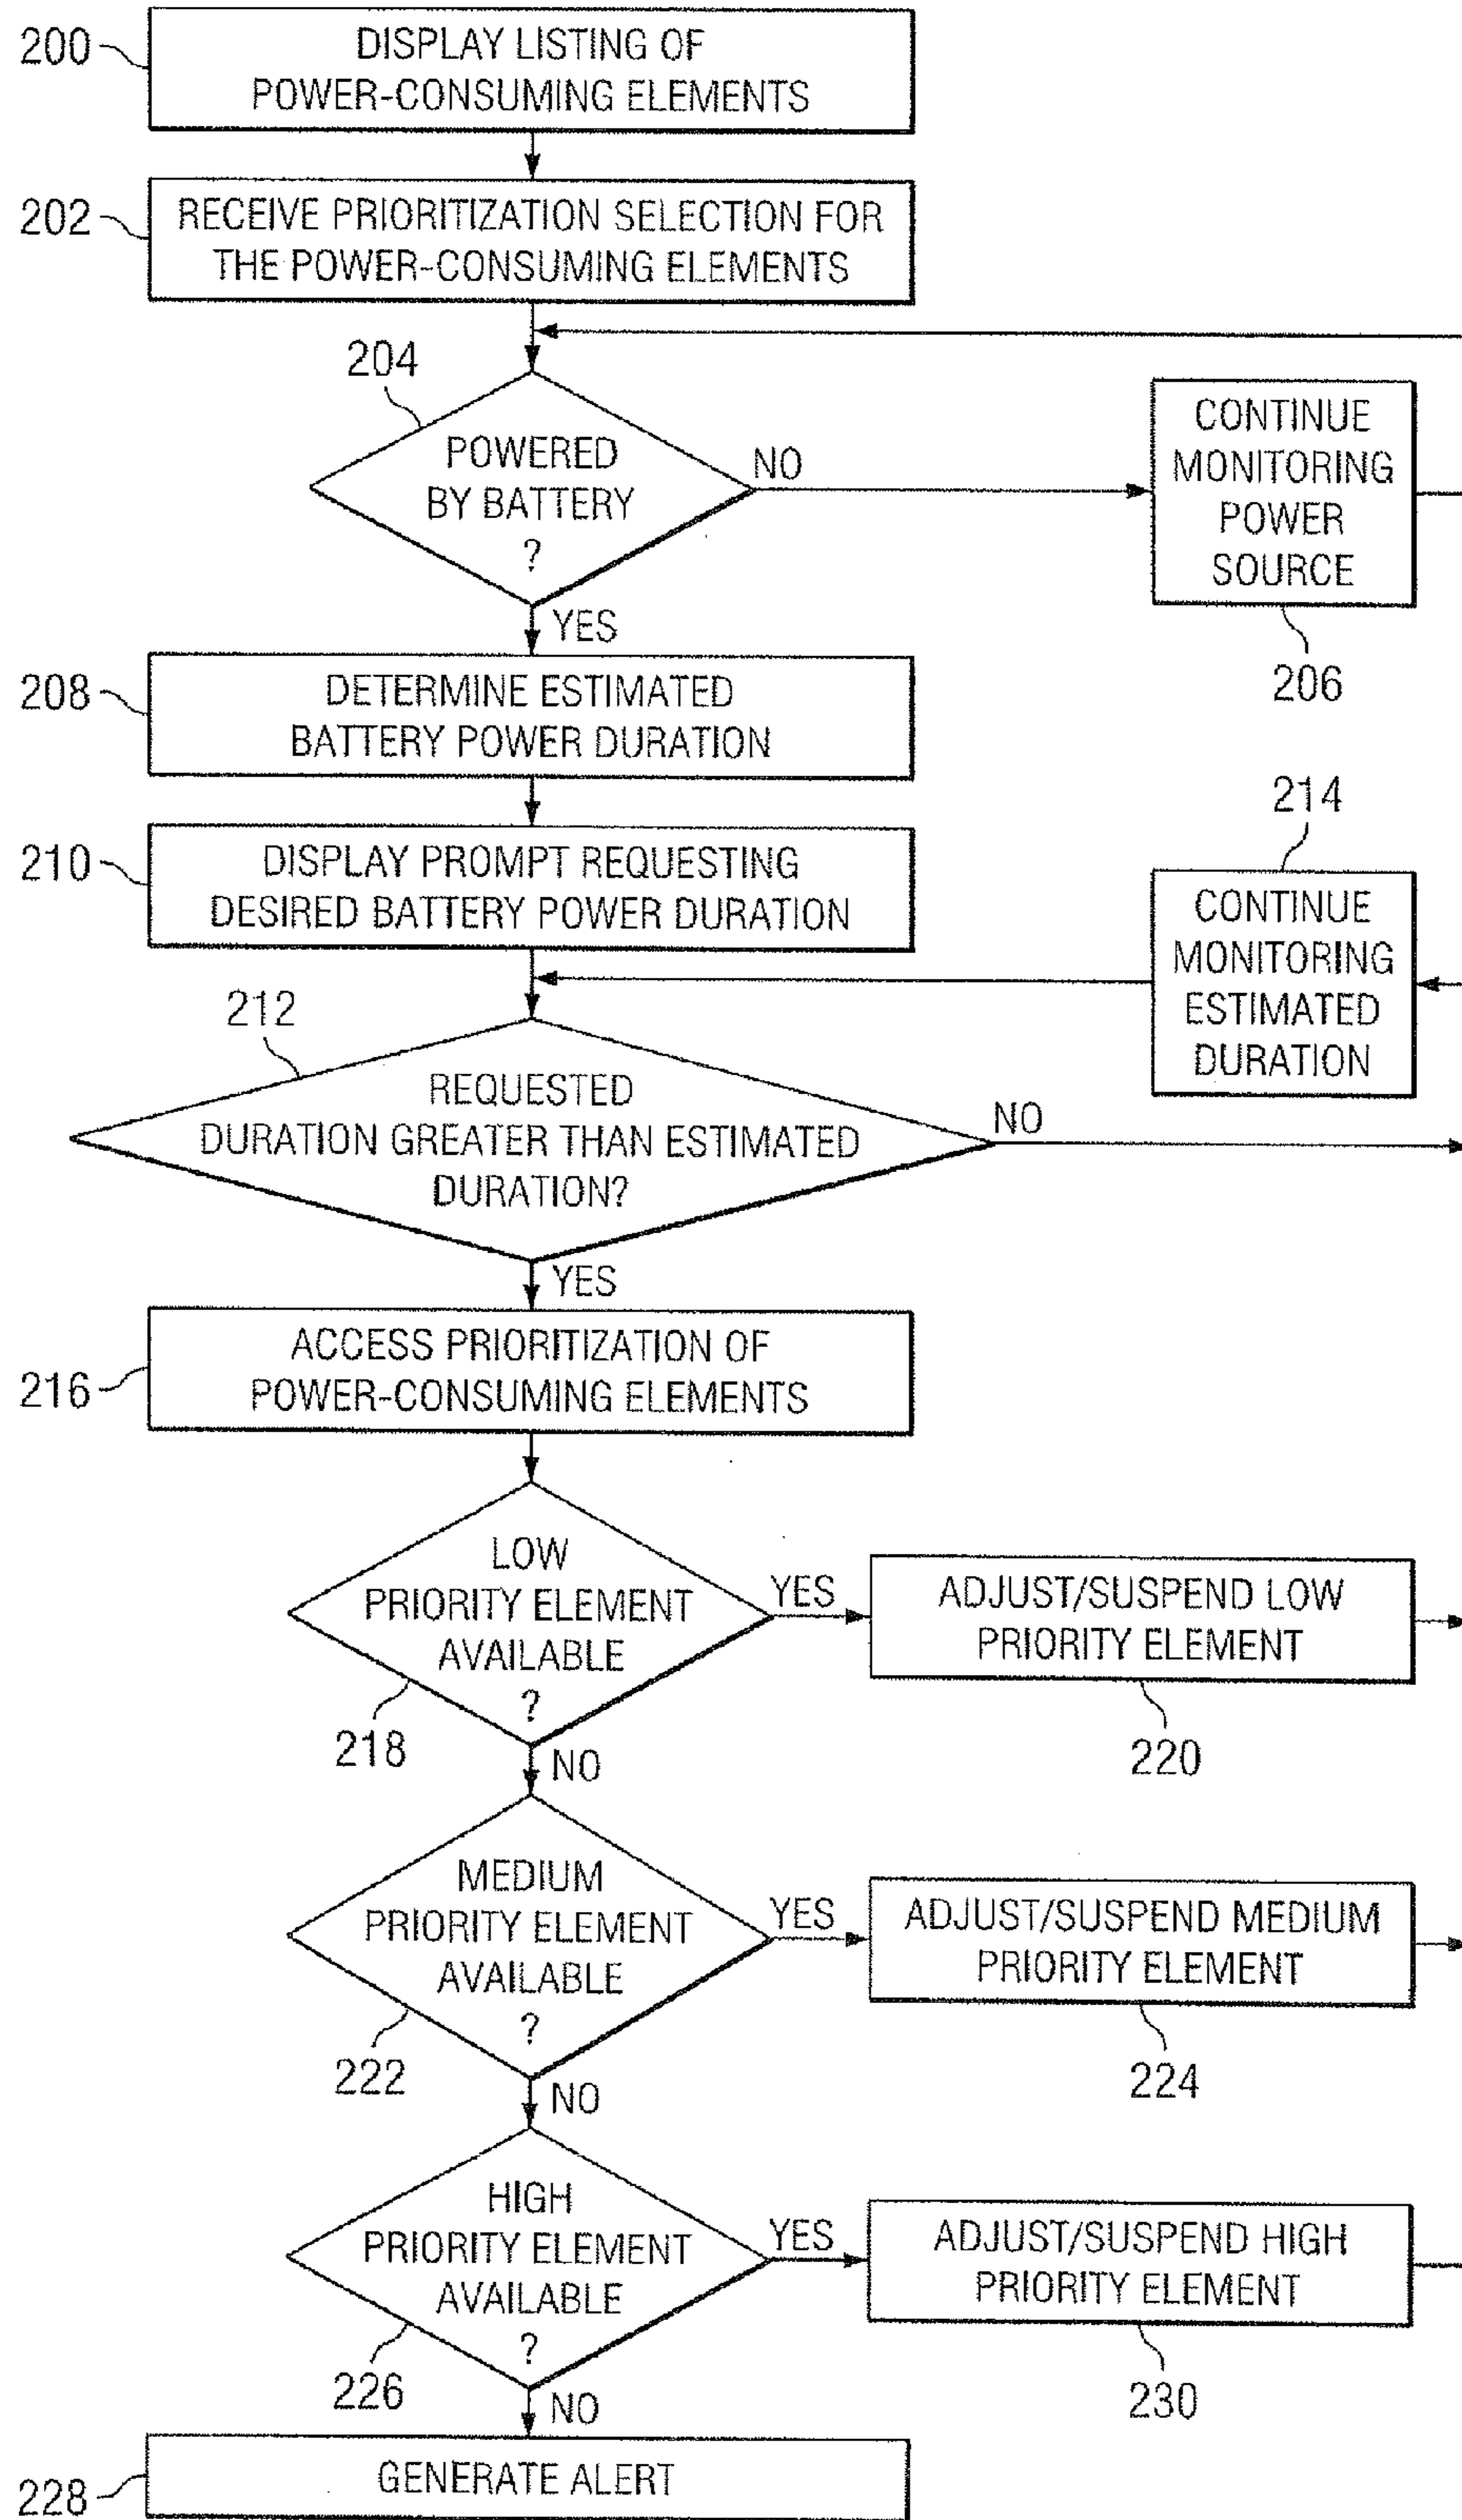 200
DISPLAY LISTING OF
POWER-CONSUMING ELEMENTS
202
RECEIVE PRIORITIZATION SELECTION FOR
THE POWER-CONSUMING ELEMENTS
204
POWERED
BY BATTERY
?
NO
CONTINUE
MONITORING
POWER
SOURCE
206
YES
208
DETERMINE ESTIMATED
BATTERY POWER DURATION
210
DISPLAY PROMPT REQUESTING
DESIRED BATTERY POWER DURATION
214
CONTINUE
MONITORING
ESTIMATED
DURATION
212
REQUESTED
DURATION GREATER THAN ESTIMATED
DURATION?
NO
YES
216
ACCESS PRIORITIZATION OF
POWER-CONSUMING ELEMENTS
LOW
PRIORITY ELEMENT
AVAILABLE
?
218
YES
ADJUST/SUSPEND LOW
PRIORITY ELEMENT
220
NO
MEDIUM
PRIORITY ELEMENT
AVAILABLE
?
222
YES
ADJUST/SUSPEND MEDIUM
PRIORITY ELEMENT
224
NO
HIGH
PRIORITY ELEMENT
AVAILABLE
?
226
YES
ADJUST/SUSPEND HIGH
PRIORITY ELEMENT
230
NO
228
GENERATE ALERT